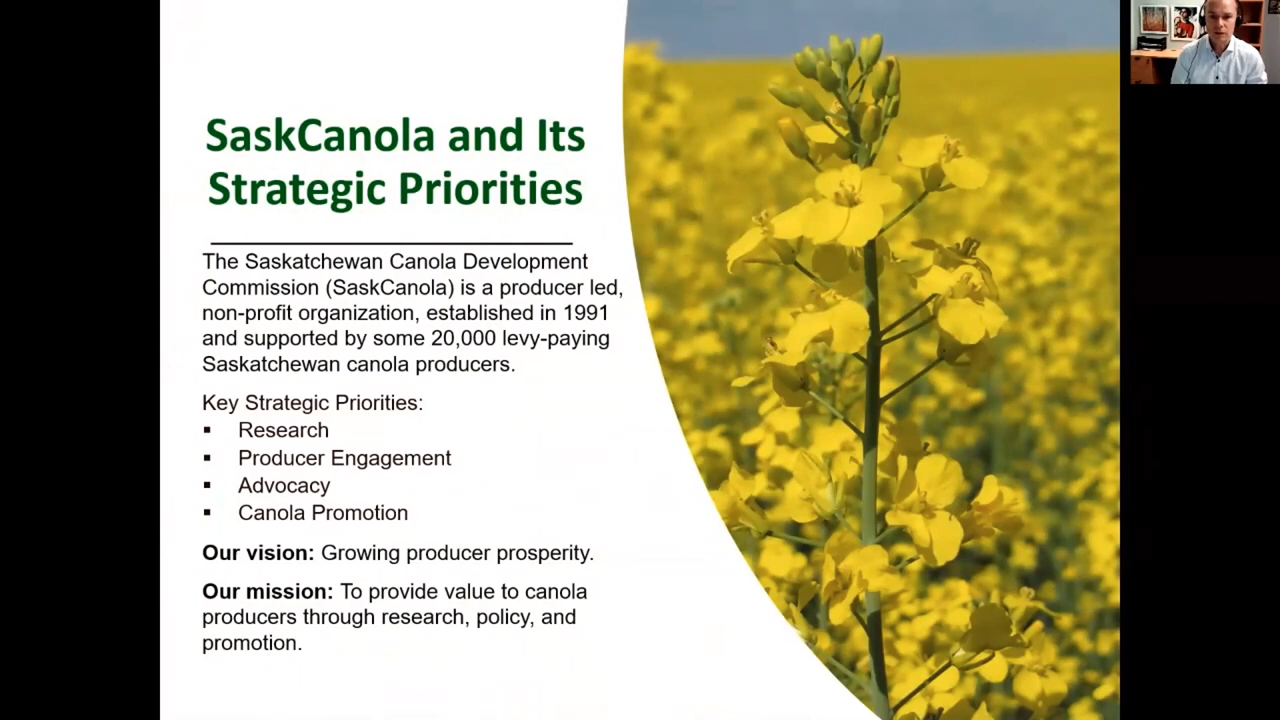 SaskCanola and Its
Strategic Priorities
The Saskatchewan Canola Development
Commission (SaskCanola) is a producer led,
non-profit organization, established in 1991
and supported by some 20,000 levy-paying
Saskatchewan canola producers.
Key Strategic Priorities:
▪ Research
▪ Producer Engagement
▪ Advocacy
▪ Canola Promotion
Our vision: Growing producer prosperity.
Our mission: To provide value to canola
producers through research, policy, and
promotion.